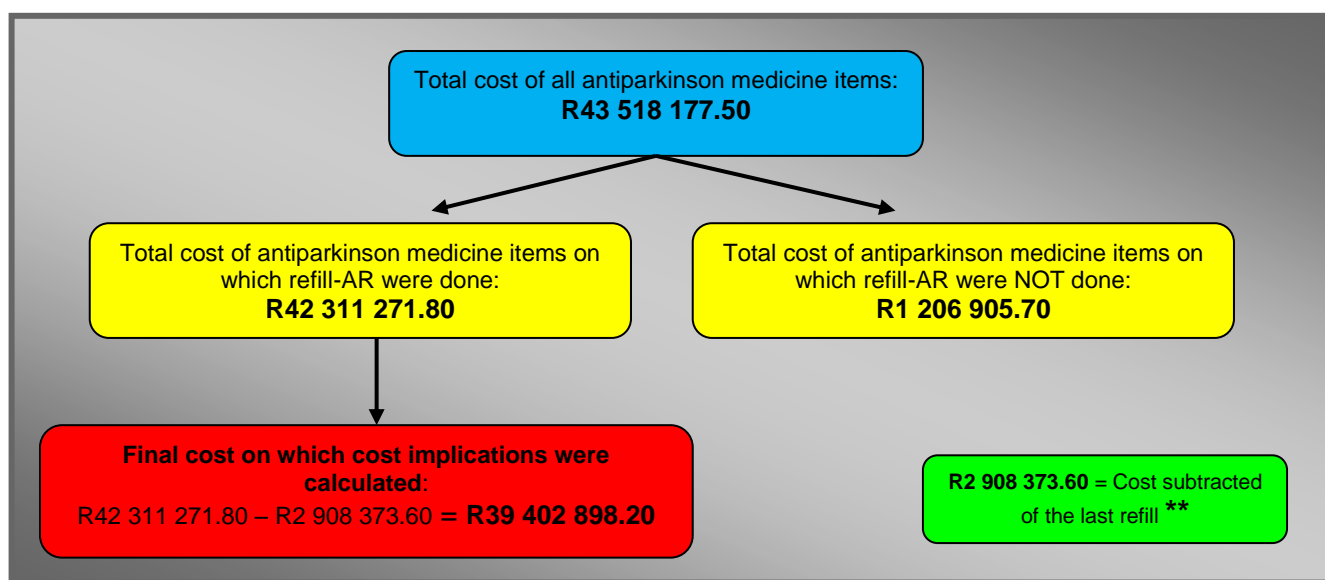 Total cost of all antiparkinson medicine items:
R43 518 177.50
Total cost of antiparkinson medicine items on
which refill-AR were done:
R42 311 271.80
Total cost of antiparkinson medicine items on
which refill-AR were NOT done:
R1 206 905.70
Final cost on which cost implications were
calculated:
R42 311 271.80 – R2 908 373.60 = R39 402 898.20
R2 908 373.60 = Cost subtracted
of the last refill **